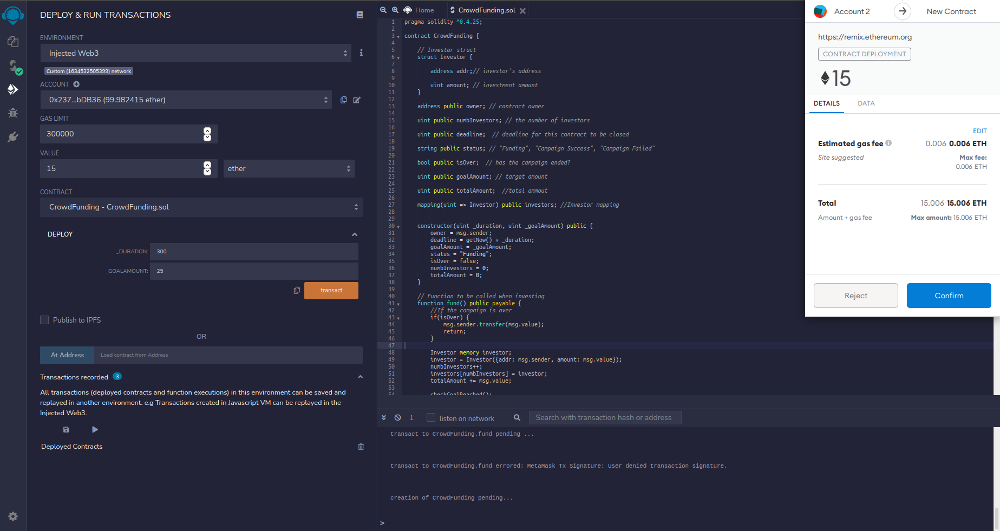 DEPLOY & RUN TRANSACTIONS
ENVIRONMENT
Injected Web3
Custom (1634532505399) network
ACCOUNT
0x237...bDB36 (99.982415 ether)
GAS LIMIT
300000
VALUE
15
ether
CONTRACT
CrowdFunding - CrowdFunding.sol
DEPLOY
_DURATION:
300
_GOALAMOUNT:
25
transact
Publish to IPFS
OR
At Address
Load contract from Address
Transactions recorded 3
All transactions (deployed contracts and function executions) in this environment can be saved and
replayed in another environment. e.g Transactions created in Javascript VM can be replayed in the
Injected Web3.
Deployed Contracts
Home
CrowdFunding.sol
1 pragma solidity ^0.4.25;
2
3 contract CrowdFunding {
4
5 // Investor struct
6 struct Investor {
7
8 address addr;// investor's address
9
10 uint amount; // investment amount
11 }
12
13 address public owner; // contract owner
14
15 uint public numbInvestors; // the number of investors
16
17 uint public deadline;  // deadline for this contract to be closed
18
19 string public status; // "Funding", "Campaign Success", "Campaign Failed"
20
21 bool public isOver;  // has the campaign ended?
22
23 uint public goalAmount; // target amount
24
25 uint public totalAmount;  //total ammout
26
27 mapping(uint => Investor) public investors; //Investor mapping
28
29
30 constructor(uint _duration, uint _goalAmount) public {
31 owner = msg.sender;
32 deadline = getNow() + _duration;
33 goalAmount = _goalAmount;
34 status = "Funding";
35 isOver = false;
36 numbInvestors = 0;
37 totalAmount = 0;
38 }
39
40 // Function to be called when investing
41 function fund() public payable {
42 //If the campaign is over
43 if(isOver) {
44 msg.sender.transfer(msg.value);
45 return;
46 }
47
48 Investor memory investor;
49 investor = Investor({addr: msg.sender, amount: msg.value});
50 numbInvestors++;
51 investors[numbInvestors] = investor;
52 totalAmount += msg.value;
53
54 checkGoalReached();
1
listen on network
Search with transaction hash or address
transact to CrowdFunding.fund pending ...
transact to CrowdFunding.fund errored: MetaMask Tx Signature: User denied transaction signature.
creation of CrowdFunding pending...
>
Account 2
New Contract
https://remix.ethereum.org
CONTRACT DEPLOYMENT
15
DETAILS
DATA
EDIT
Estimated gas fee 0.006 0.006 ETH
Site suggested
Max fee:
0.006 ETH
Total 15.006 15.006 ETH
Amount + gas fee Max amount: 15.006 ETH
Reject
Confirm